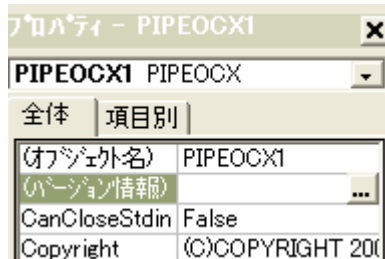 プロパティ - PIPEOCX1
PIPEOCX1 PIPEOCX
全体 項目別
(オブジェクト名) PIPEOCX1
(バージョン情報) ...
CanCloseStdin False
Copyright (C)COPYRIGHT 200